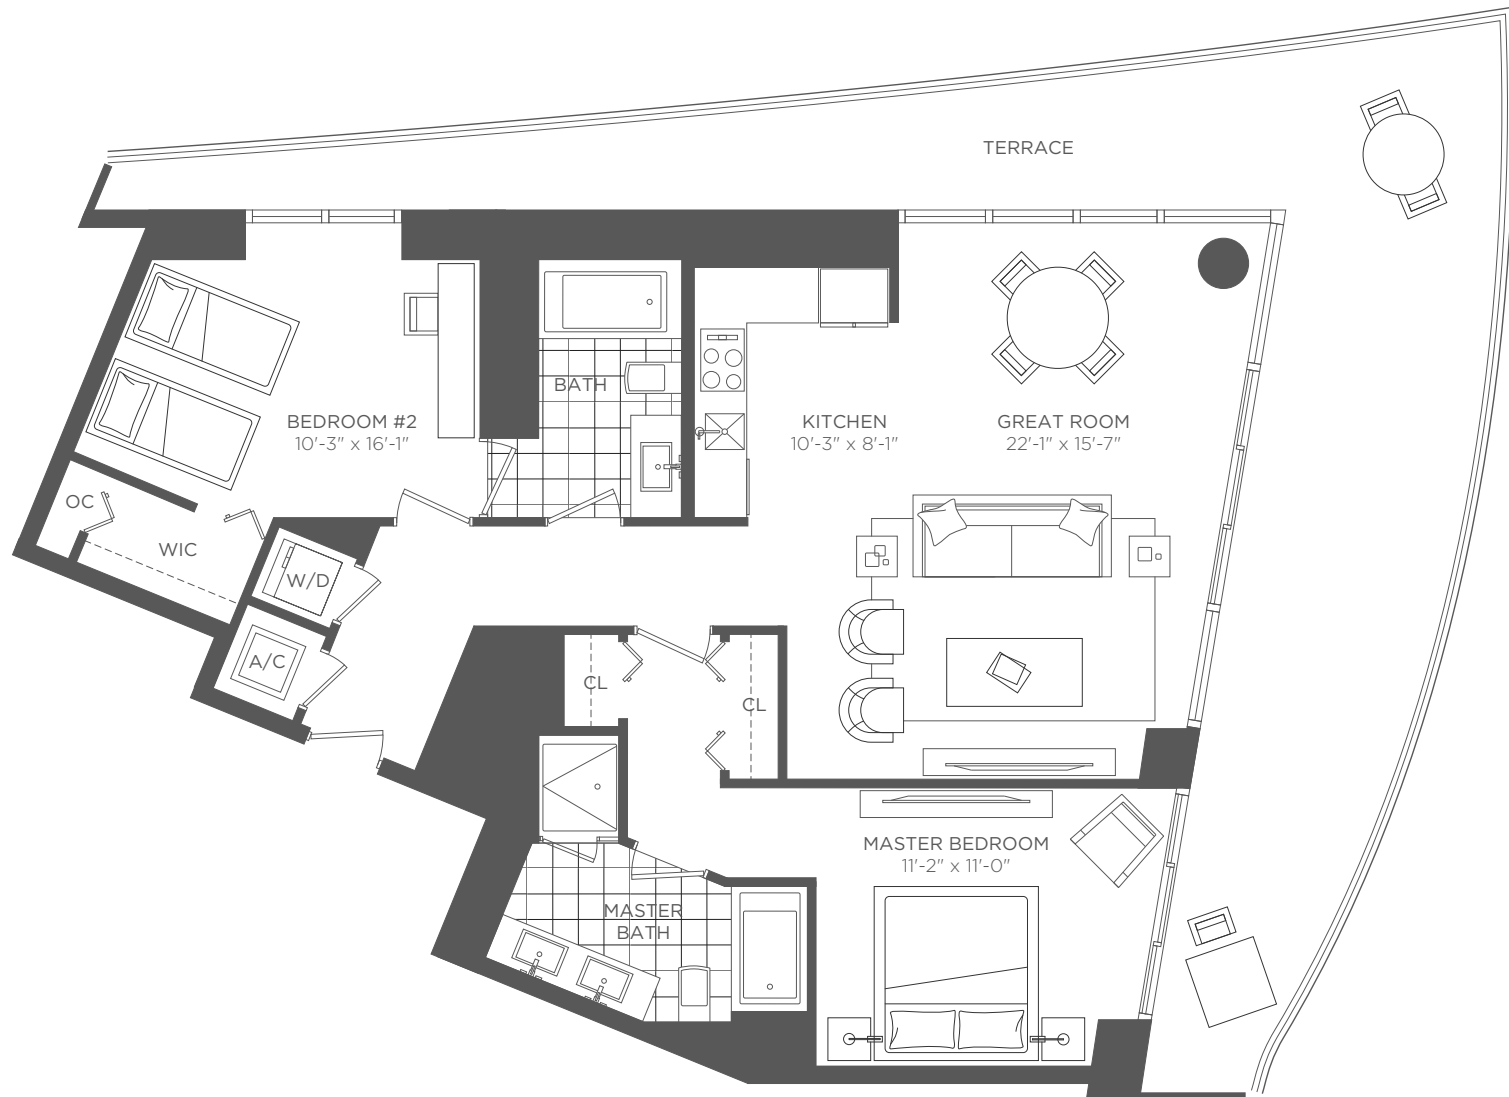 TERRACE
BEDROOM #2
10'-3" x 16'-1"
BATH
KITCHEN
10'-3" x 8'-1"
GREAT ROOM
22'-1" x 15'-7"
OC
WIC
W/D
A/C
CL
CL
MASTER BEDROOM
11'-2" x 11'-0"
MASTER
BATH